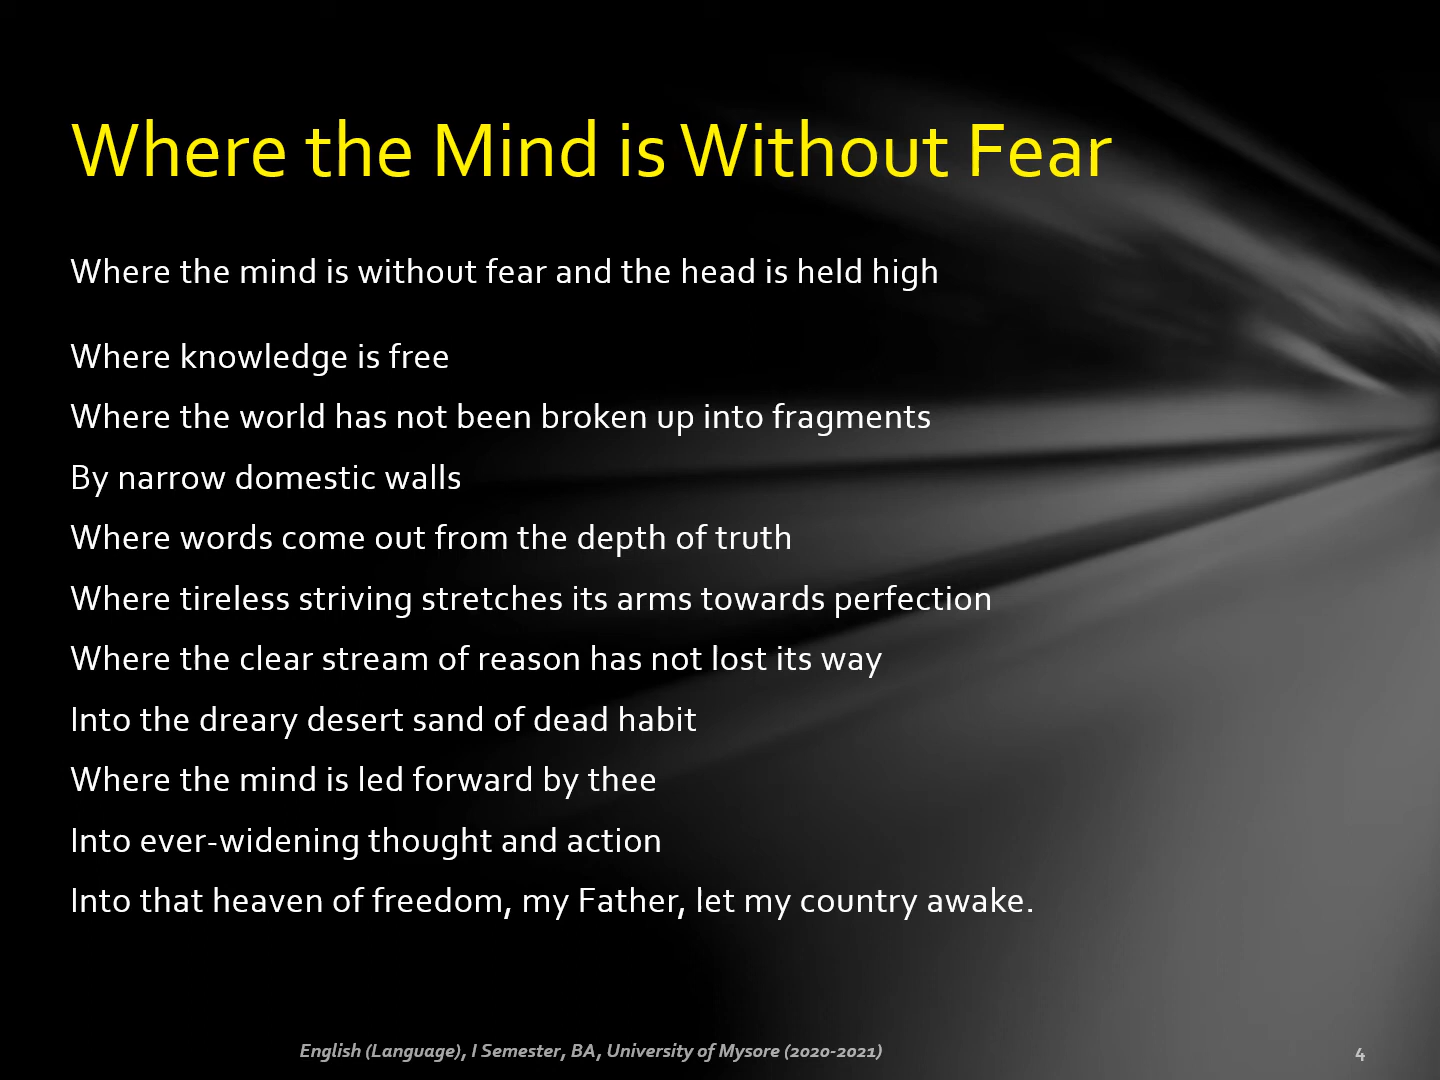 Where the Mind is Without Fear
Where the mind is without fear and the head is held high
Where knowledge is free
Where the world has not been broken up into fragments
By narrow domestic walls
Where words come out from the depth of truth
Where tireless striving stretches its arms towards perfection
Where the clear stream of reason has not lost its way
Into the dreary desert sand of dead habit
Where the mind is led forward by thee
Into ever-widening thought and action
Into that heaven of freedom, my Father, let my country awake.
English (Language), I Semester, BA, University of Mysore (2020-2021)
4